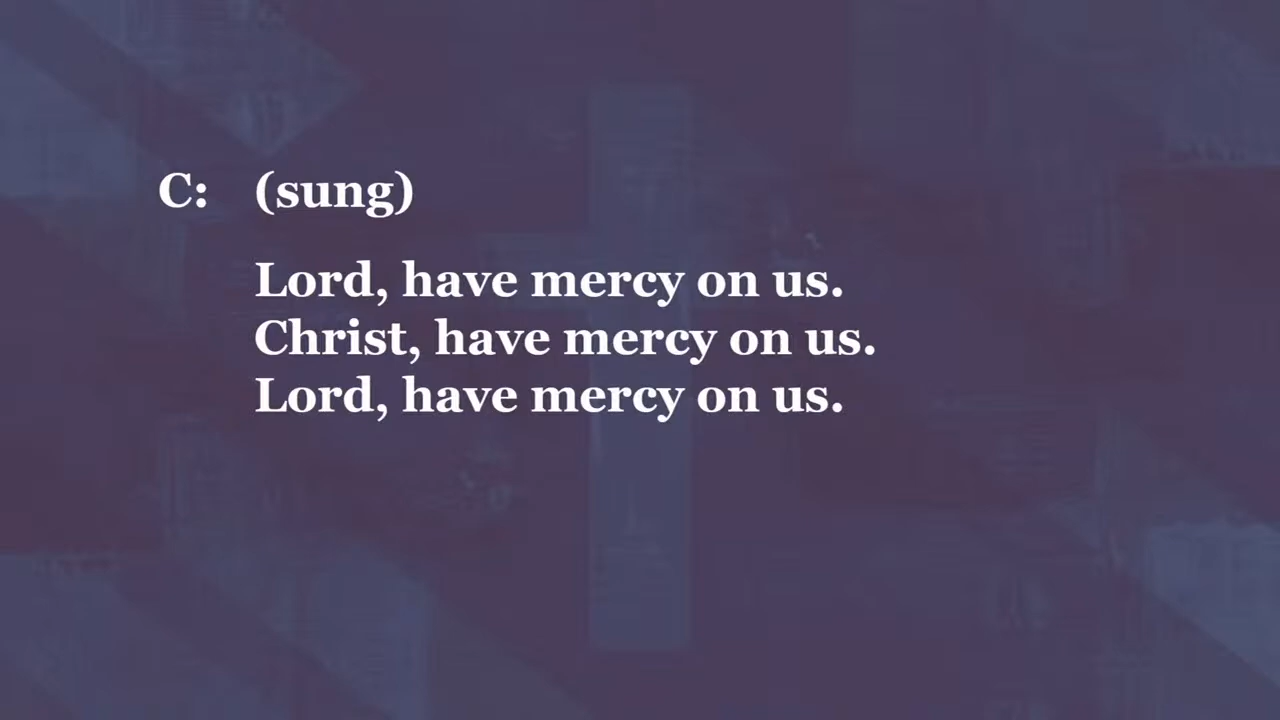 C: (sung)
Lord, have mercy on us.
Christ, have mercy on us.
Lord, have mercy on us.